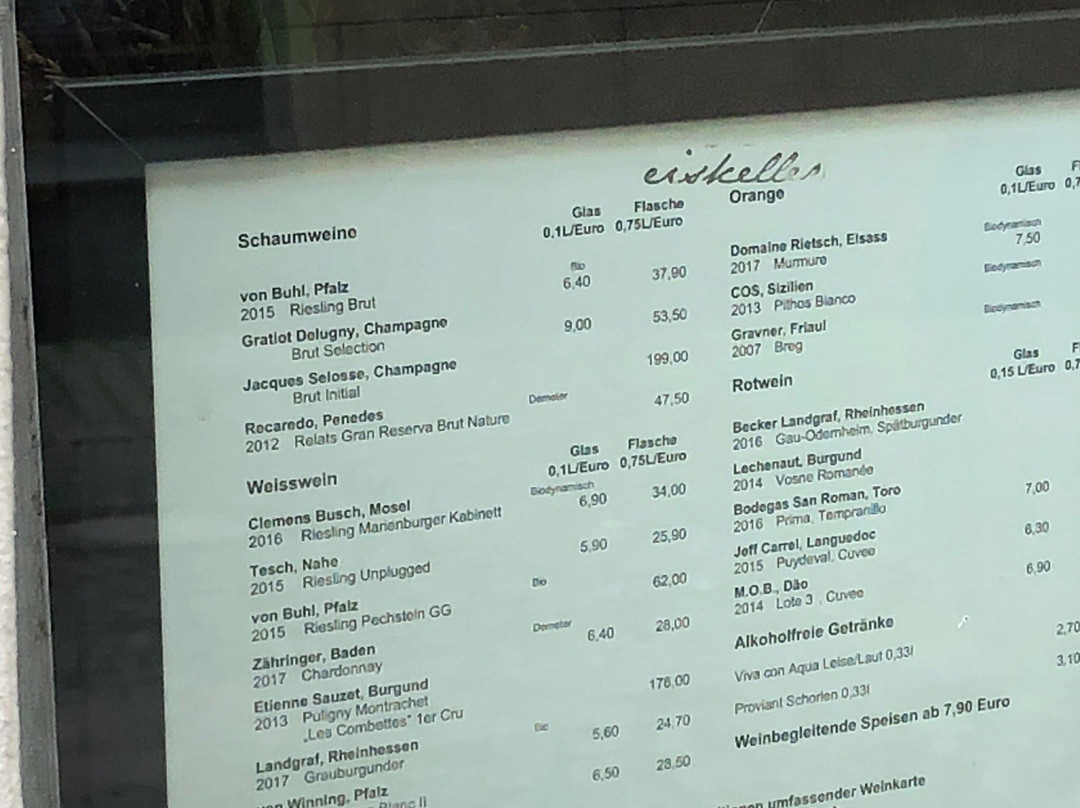 eiskeller
Schaumweine
Glas Flasche
0,1L/Euro 0,75L/Euro
von Buhl, Pfalz
Bio
2015 Riesling Brut 6,40 37,90
Gratiot Delugny, Champagne
Brut Selection 9,00 53,50
Jacques Selosse, Champagne
Brut Initial 199,00
Recaredo, Penedes
2012 Relats Gran Reserva Brut Nature Demeter 47,50
Weisswein
Glas Flasche
0,1L/Euro 0,75L/Euro
Clemens Busch, Mosel
Biodynamisch
2016 Riesling Marienburger Kabinett 6,90 34,00
Tesch, Nahe
2015 Riesling Unplugged 5,90 25,90
von Buhl, Pfalz
2015 Riesling Pechstein GG Bio 62,00
Zähringer, Baden
Demeter
2017 Chardonnay 6,40 28,00
Etienne Sauzet, Burgund
2013 Puligny Montrachet
„Les Combettes" 1er Cru 176,00
Landgraf, Rheinhessen
Bio
2017 Grauburgunder 5,60 24,70
Winning, Pfalz
Blanc II 6,50 28,50
Orange
Glas
0,1L/Euro
Domaine Rietsch, Elsass
Biodynamisch
2017 Murmure 7,50
COS, Sizilien
Biodynamisch
2013 Pithos Bianco
Gravner, Friaul
Biodynamisch
2007 Breg
Rotwein
Glas
0,15 L/Euro
Becker Landgraf, Rheinhessen
2016 Gau-Odernheim, Spätburgunder
Lechenaut, Burgund
2014 Vosne Romanée
Bodegas San Roman, Toro
2016 Prima, Tempranillo 7,00
Jeff Carrel, Languedoc
2015 Puydeval, Cuvee 6,30
M.O.B., Dão
2014 Lote 3 , Cuvee 6,90
Alkoholfreie Getränke
Viva con Aqua Leise/Laut 0,33l 2,70
Proviant Schorlen 0,33l 3,10
Weinbegleitende Speisen ab 7,90 Euro
umfassender Weinkarte